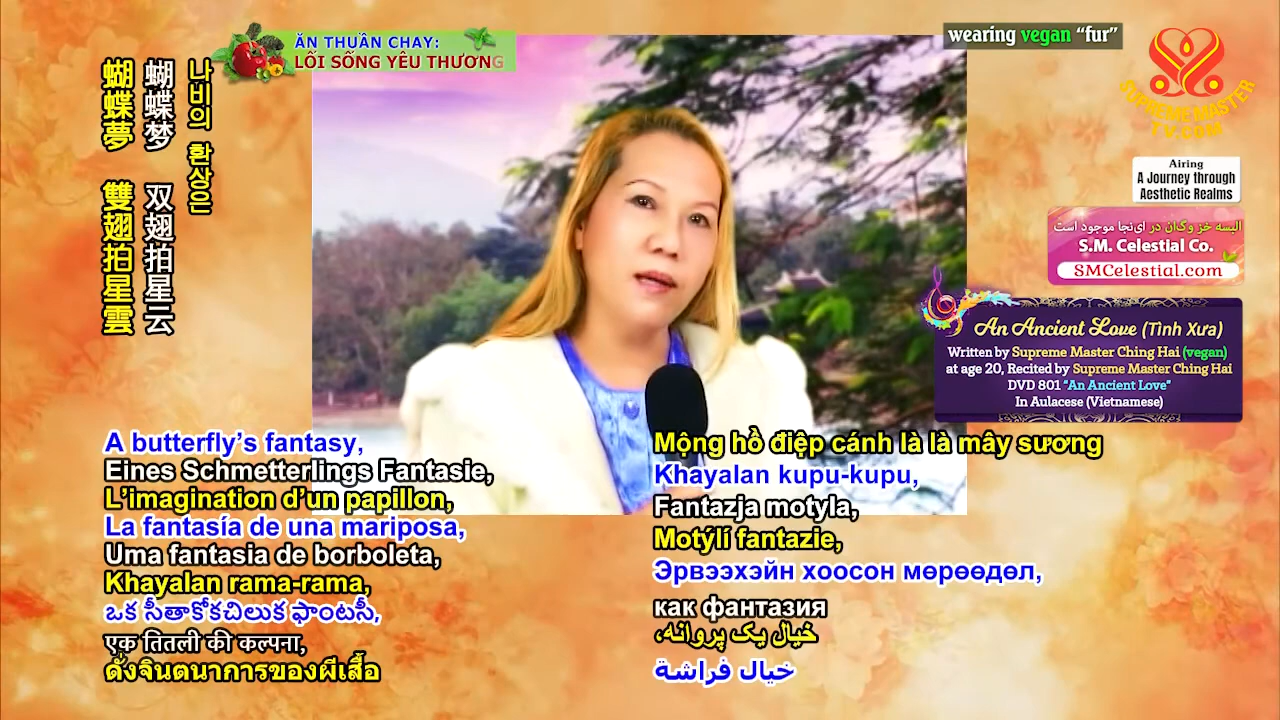 ĂN THUẦN CHAY:
LỐI SỐNG YÊU THƯƠNG
wearing vegan “fur”
SUPREME MASTER
TV.COM
나비의 환상은
蝴蝶梦 双翅拍星云
蝴蝶夢 雙翅拍星雲
Airing
A Journey through
Aesthetic Realms
البسه خز وگان در اینجا موجود است
S.M. Celestial Co.
SMCelestial.com
An Ancient Love (Tình Xưa)
Written by Supreme Master Ching Hai (vegan)
at age 20, Recited by Supreme Master Ching Hai
DVD 801 “An Ancient Love”
In Aulacese (Vietnamese)
A butterfly’s fantasy,
Eines Schmetterlings Fantasie,
L’imagination d’un papillon,
La fantasía de una mariposa,
Uma fantasia de borboleta,
Khayalan rama-rama,
ఒక సీతాకోకచిలుక ఫాంటసీ,
एक तितली की कल्पना,
ดั่งจินตนาการของผีเสื้อ
Mộng hồ điệp cánh là là mây sương
Khayalan kupu-kupu,
Fantazja motyla,
Motýlí fantazie,
Эрвээхэйн хоосон мөрөөдөл,
как фантазия
خیال یک پروانه،
خيال فراشة